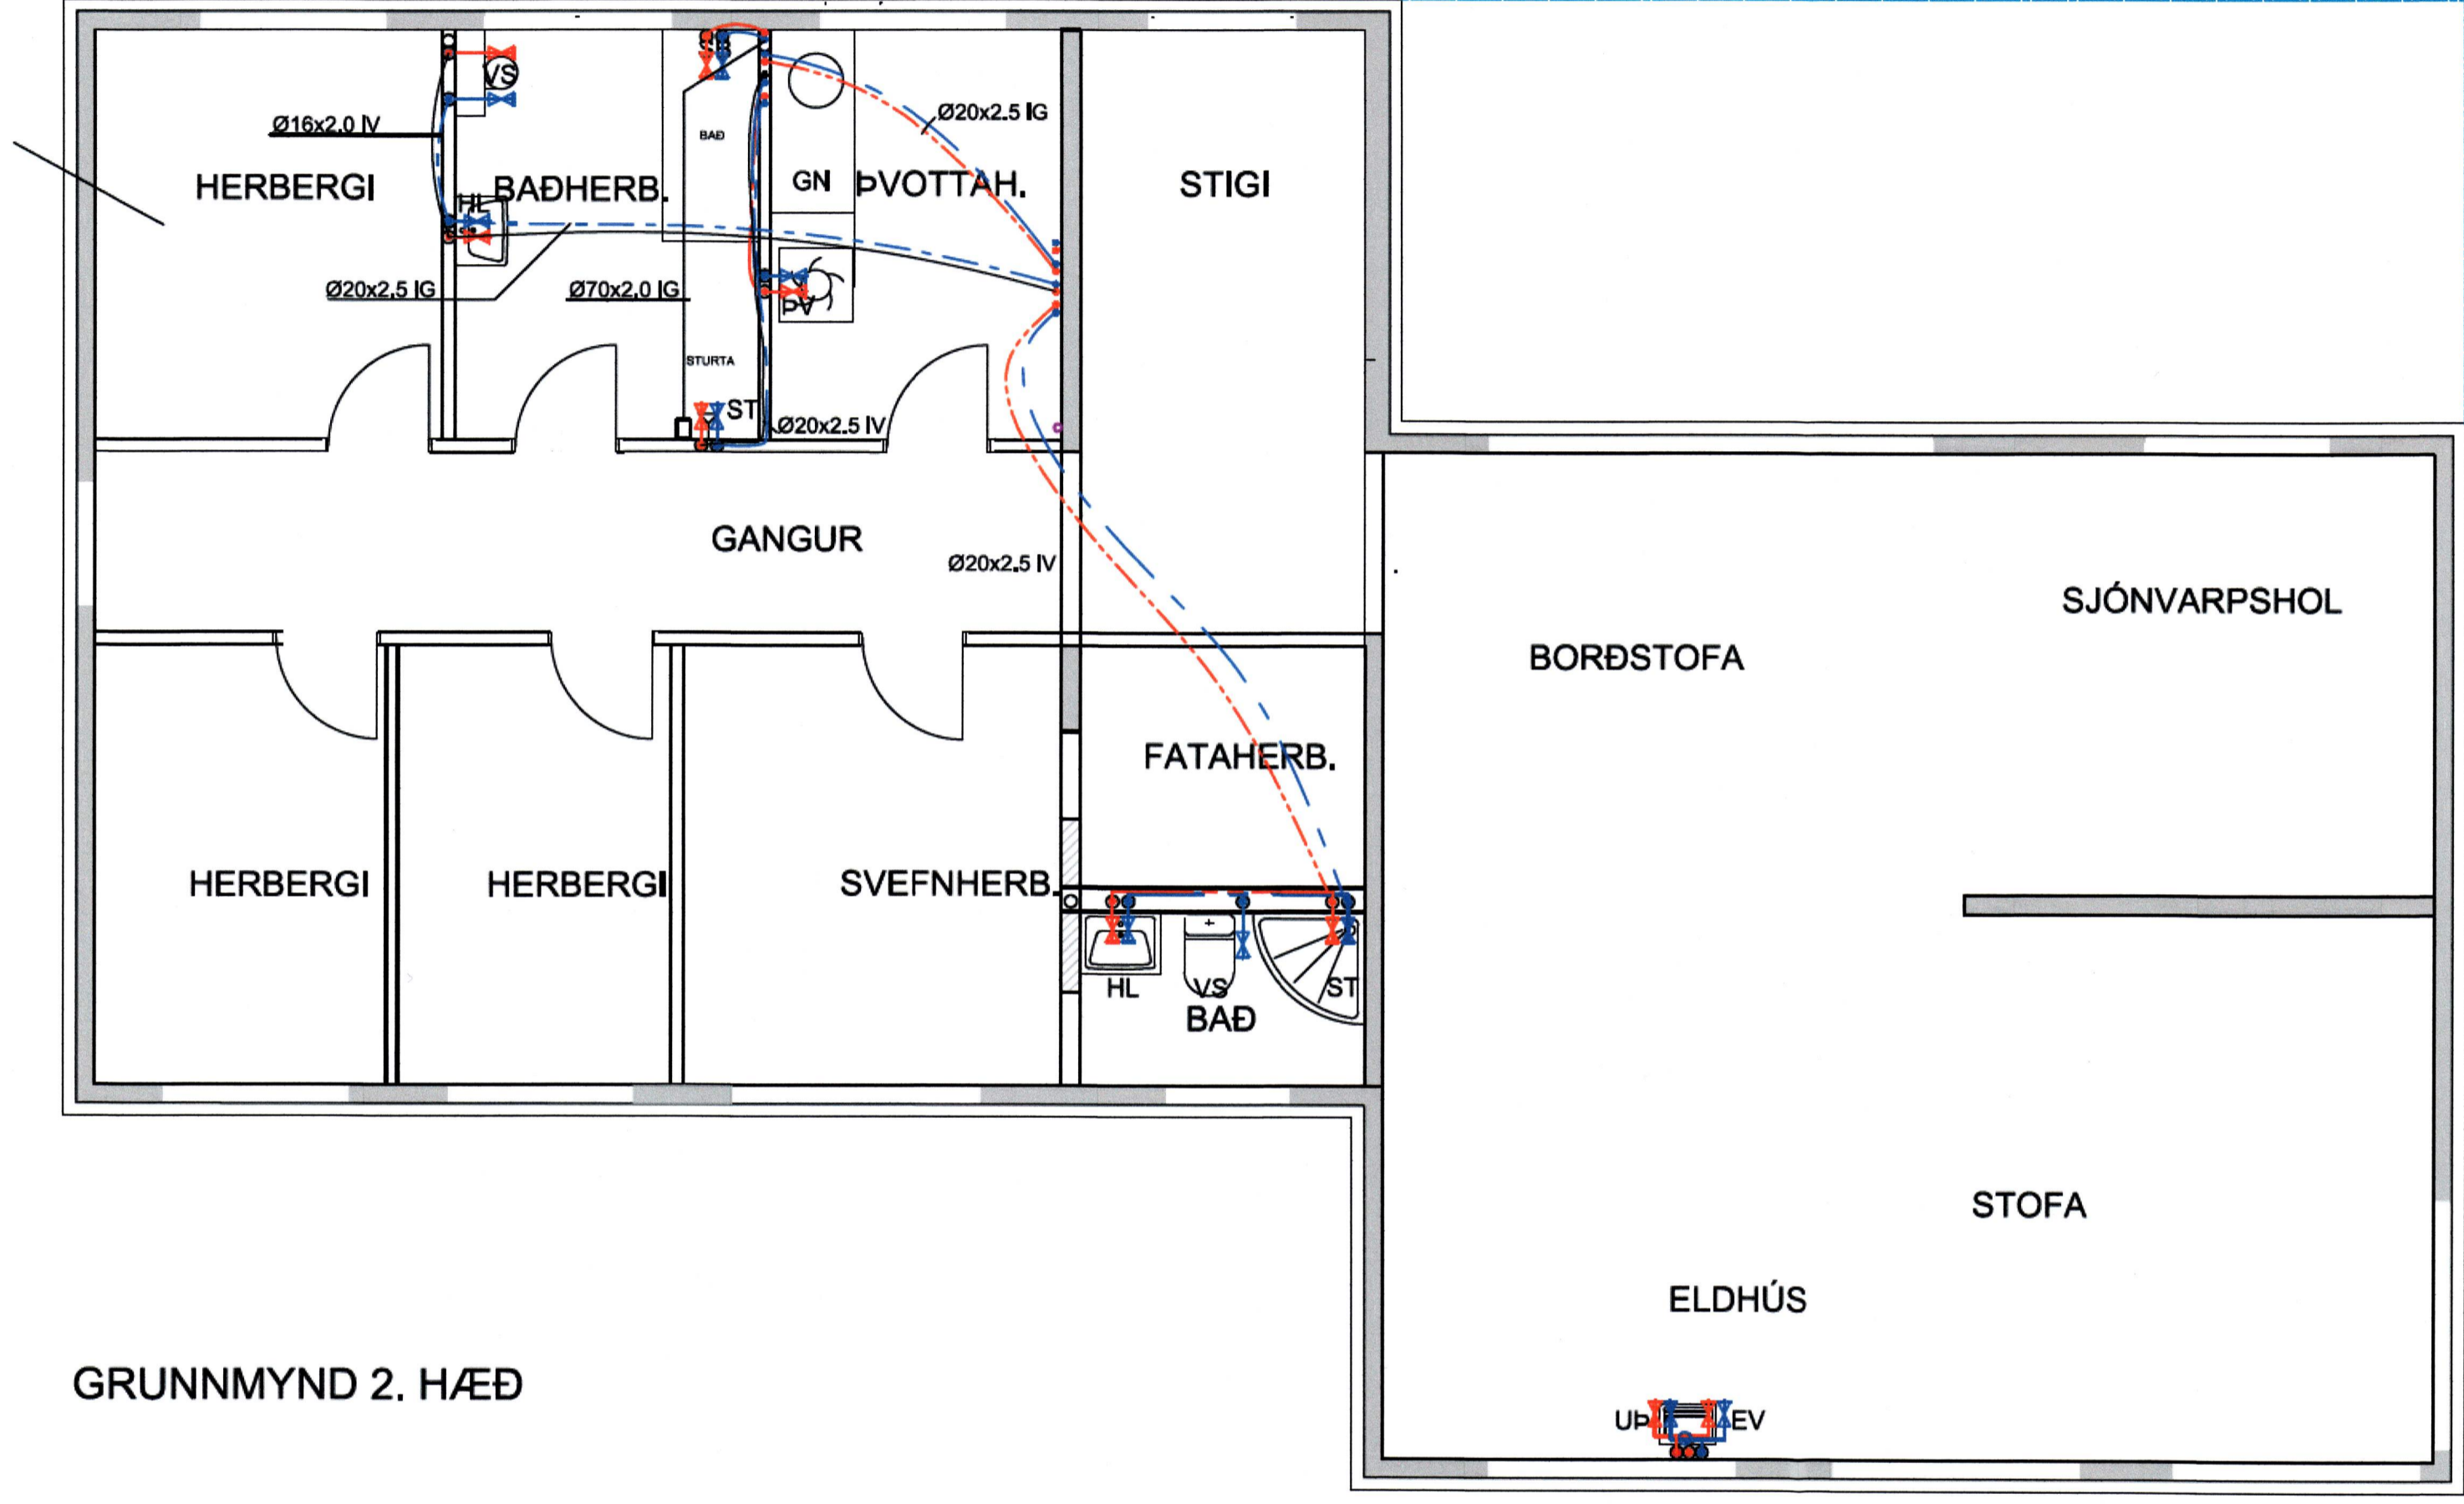 VS
Ø16x2.0 IV
Ø20x2.5 IG
BAÐ
HERBERGI
BAÐHERB.
GN
ÞVOTTAH.
STIGI
HL
Ø20x2.5 IG
Ø70x2.0 IG
ÞV
STURTA
ST
Ø20x2.5 IV
GANGUR
Ø20x2.5 IV
SJÓNVARPSHOL
BORÐSTOFA
FATAHERB.
HERBERGI
HERBERGI
SVEFNHERB.
HL
VS
ST
BAÐ
STOFA
ELDHÚS
GRUNNMYND 2. HÆÐ
UÞ
EV